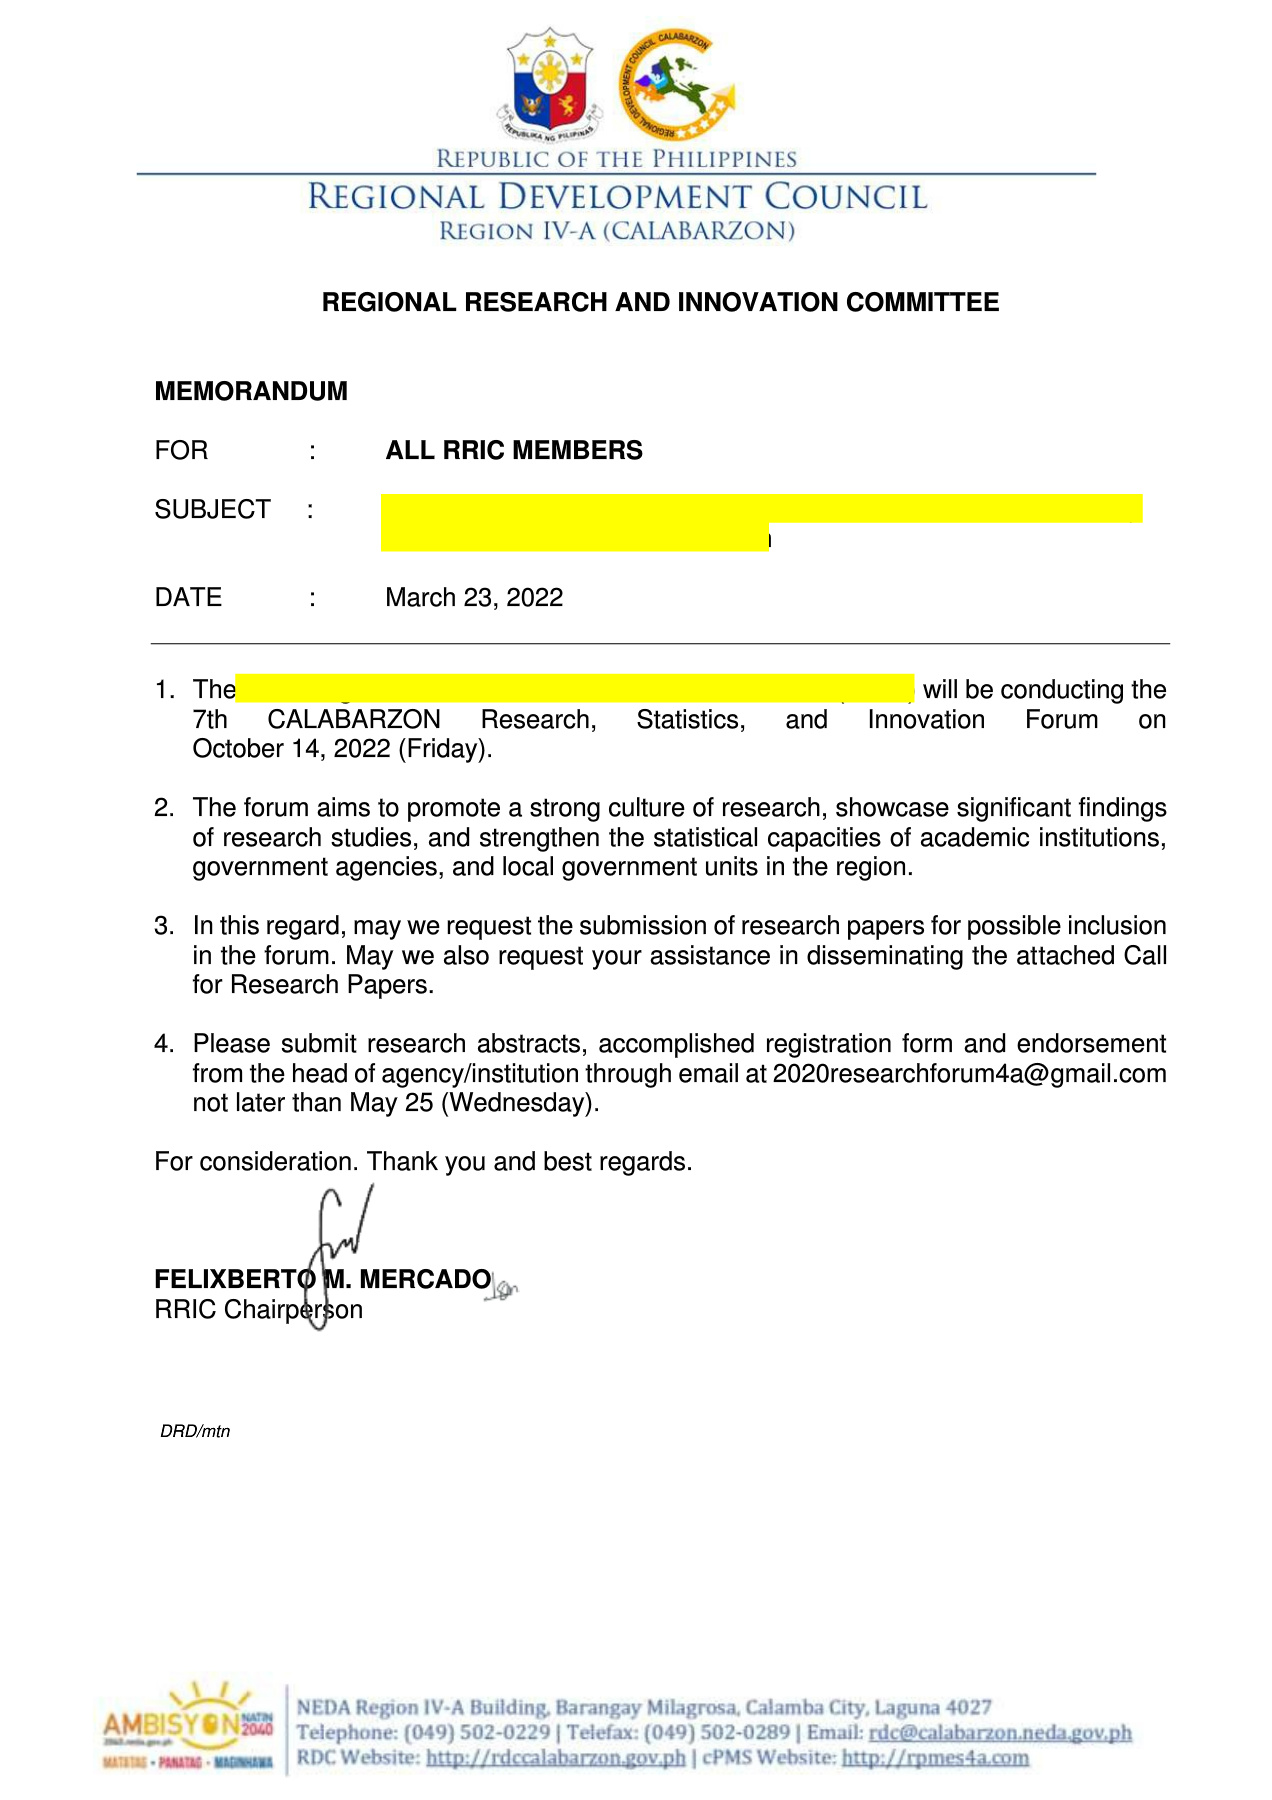 REPUBLIKA NG PILIPINAS
REGIONAL DEVELOPMENT COUNCIL CALABARZON
REPUBLIC OF THE PHILIPPINES
REGIONAL DEVELOPMENT COUNCIL
REGION IV-A (CALABARZON)
REGIONAL RESEARCH AND INNOVATION COMMITTEE
MEMORANDUM
FOR : ALL RRIC MEMBERS
SUBJECT :
DATE : March 23, 2022
1. The will be conducting the
7th CALABARZON Research, Statistics, and Innovation Forum on
October 14, 2022 (Friday).
2. The forum aims to promote a strong culture of research, showcase significant findings
of research studies, and strengthen the statistical capacities of academic institutions,
government agencies, and local government units in the region.
3. In this regard, may we request the submission of research papers for possible inclusion
in the forum. May we also request your assistance in disseminating the attached Call
for Research Papers.
4. Please submit research abstracts, accomplished registration form and endorsement
from the head of agency/institution through email at 2020researchforum4a@gmail.com
not later than May 25 (Wednesday).
For consideration. Thank you and best regards.
FELIXBERTO M. MERCADO
RRIC Chairperson
DRD/mtn
AMBISYON NATIN 2040
2040.neda.gov.ph
MATATAG • PANATAG • MAGINHAWA
NEDA Region IV-A Building, Barangay Milagrosa, Calamba City, Laguna 4027
Telephone: (049) 502-0229 | Telefax: (049) 502-0289 | Email: rdc@calabarzon.neda.gov.ph
RDC Website: http://rdccalabarzon.gov.ph | cPMS Website: http://rpmes4a.com